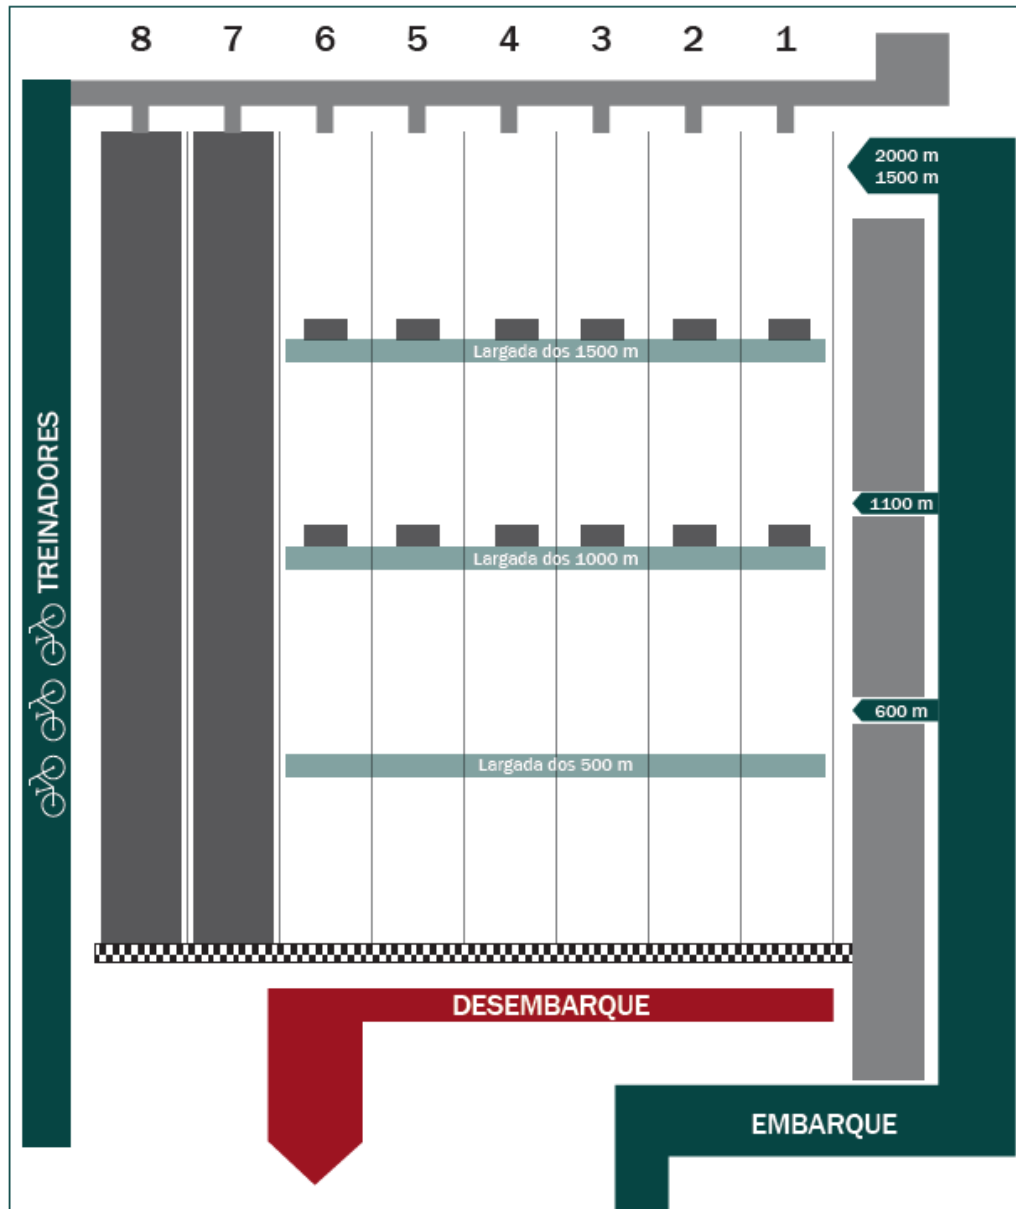 8 7 6 5 4 3 2 1
2000 m
1500 m
Largada dos 1500 m
TREINADORES
1100 m
Largada dos 1000 m
600 m
Largada dos 500 m
DESEMBARQUE
EMBARQUE